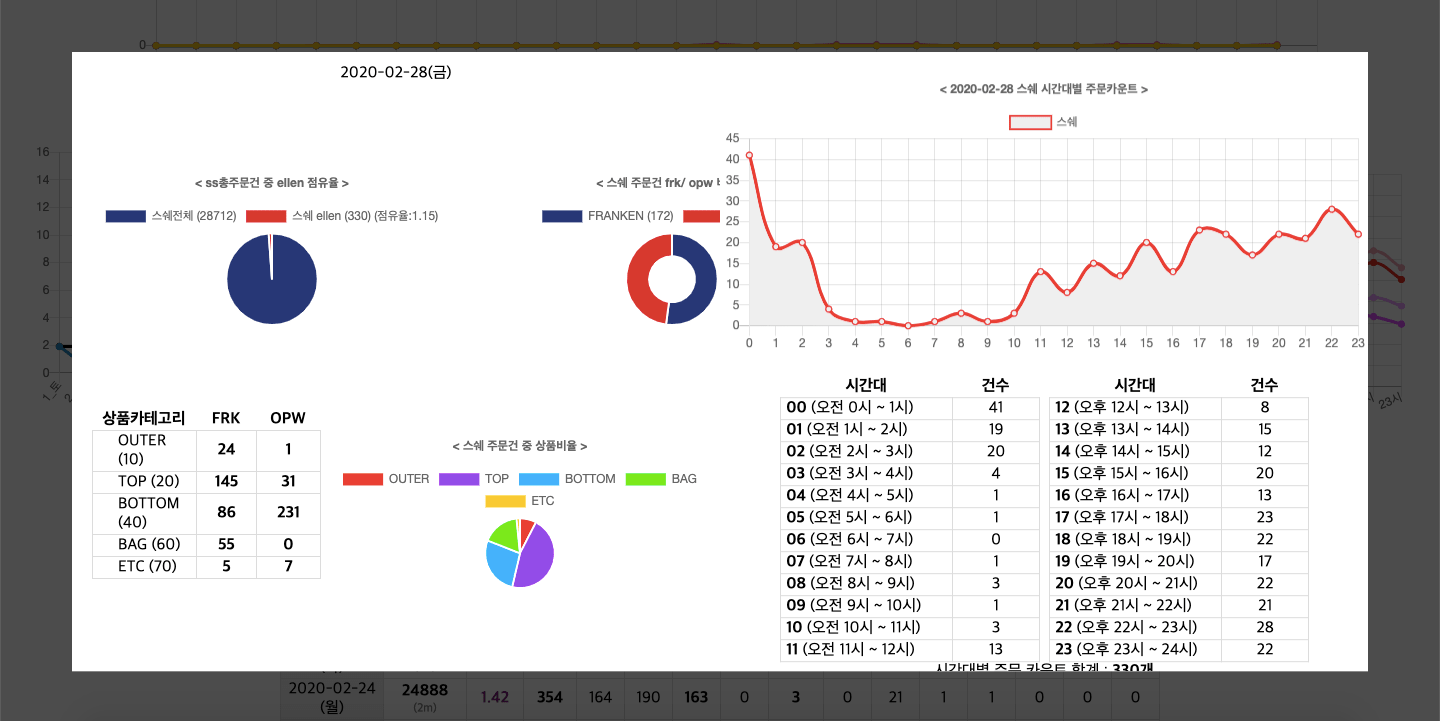 0
2020-02-28(금)
< ss총주문건 중 ellen 점유율 >
스쉐전체 (28712) 스쉐 ellen (330) (점유율:1.15)
< 스쉐 주문건 frk/ opw
FRANKEN (172)
< 2020-02-28 스쉐 시간대별 주문카운트 >
스쉐
45
40
35
30
25
20
15
10
5
0
0 1 2 3 4 5 6 7 8 9 10 11 12 13 14 15 16 17 18 19 20 21 22 23
16
14
12
10
8
6
4
2
0
23시
상품카테고리 FRK OPW
OUTER
(10) 24 1
TOP (20) 145 31
BOTTOM
(40) 86 231
BAG (60) 55 0
ETC (70) 5 7
< 스쉐 주문건 중 상품비율 >
OUTER TOP BOTTOM BAG
ETC
시간대 건수 시간대 건수
00 (오전 0시 ~ 1시) 41 12 (오후 12시 ~ 13시) 8
01 (오전 1시 ~ 2시) 19 13 (오후 13시 ~ 14시) 15
02 (오전 2시 ~ 3시) 20 14 (오후 14시 ~ 15시) 12
03 (오전 3시 ~ 4시) 4 15 (오후 15시 ~ 16시) 20
04 (오전 4시 ~ 5시) 1 16 (오후 16시 ~ 17시) 13
05 (오전 5시 ~ 6시) 1 17 (오후 17시 ~ 18시) 23
06 (오전 6시 ~ 7시) 0 18 (오후 18시 ~ 19시) 22
07 (오전 7시 ~ 8시) 1 19 (오후 19시 ~ 20시) 17
08 (오전 8시 ~ 9시) 3 20 (오후 20시 ~ 21시) 22
09 (오전 9시 ~ 10시) 1 21 (오후 21시 ~ 22시) 21
10 (오전 10시 ~ 11시) 3 22 (오후 22시 ~ 23시) 28
11 (오전 11시 ~ 12시) 13 23 (오후 23시 ~ 24시) 22
시간대별 주문 카운트 합계 : 330개
2020-02-24
(월) 24888
(2m) 1.42 354 164 190 163 0 3 0 21 1 1 0 0 0